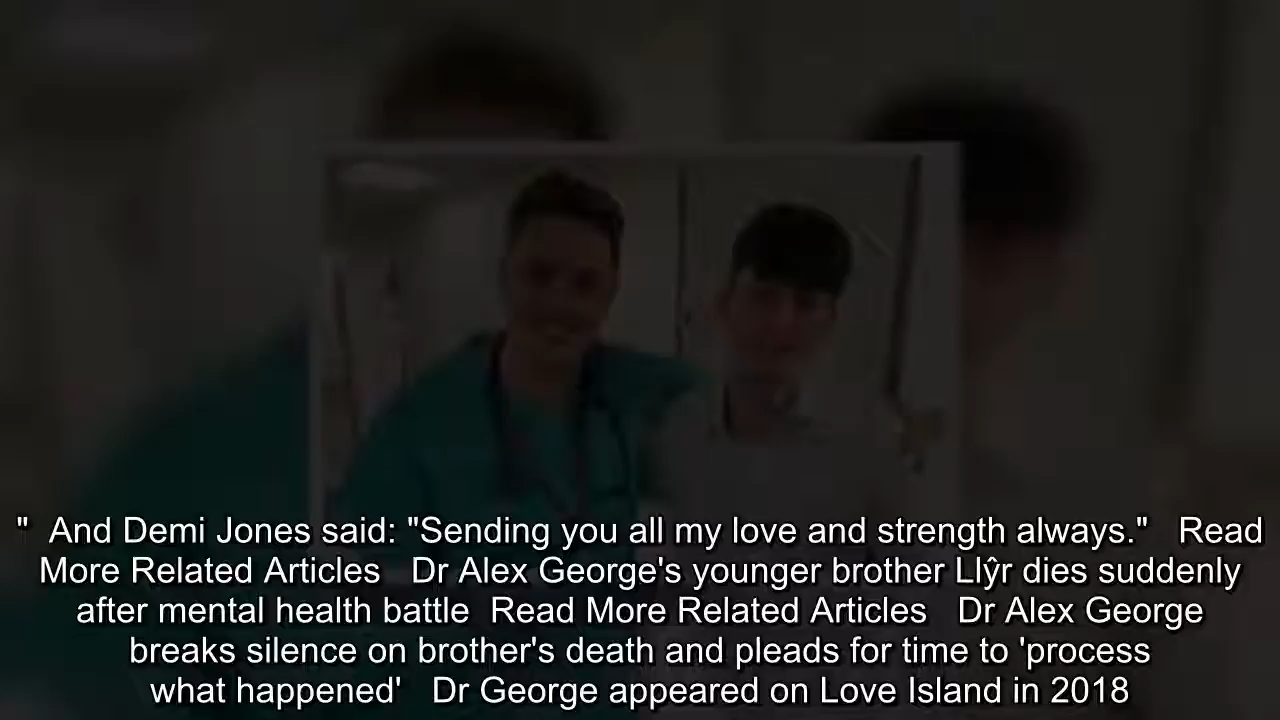 "  And Demi Jones said: "Sending you all my love and strength always."   Read
More Related Articles   Dr Alex George's younger brother Llŷr dies suddenly
after mental health battle  Read More Related Articles   Dr Alex George
breaks silence on brother's death and pleads for time to 'process
what happened'   Dr George appeared on Love Island in 2018